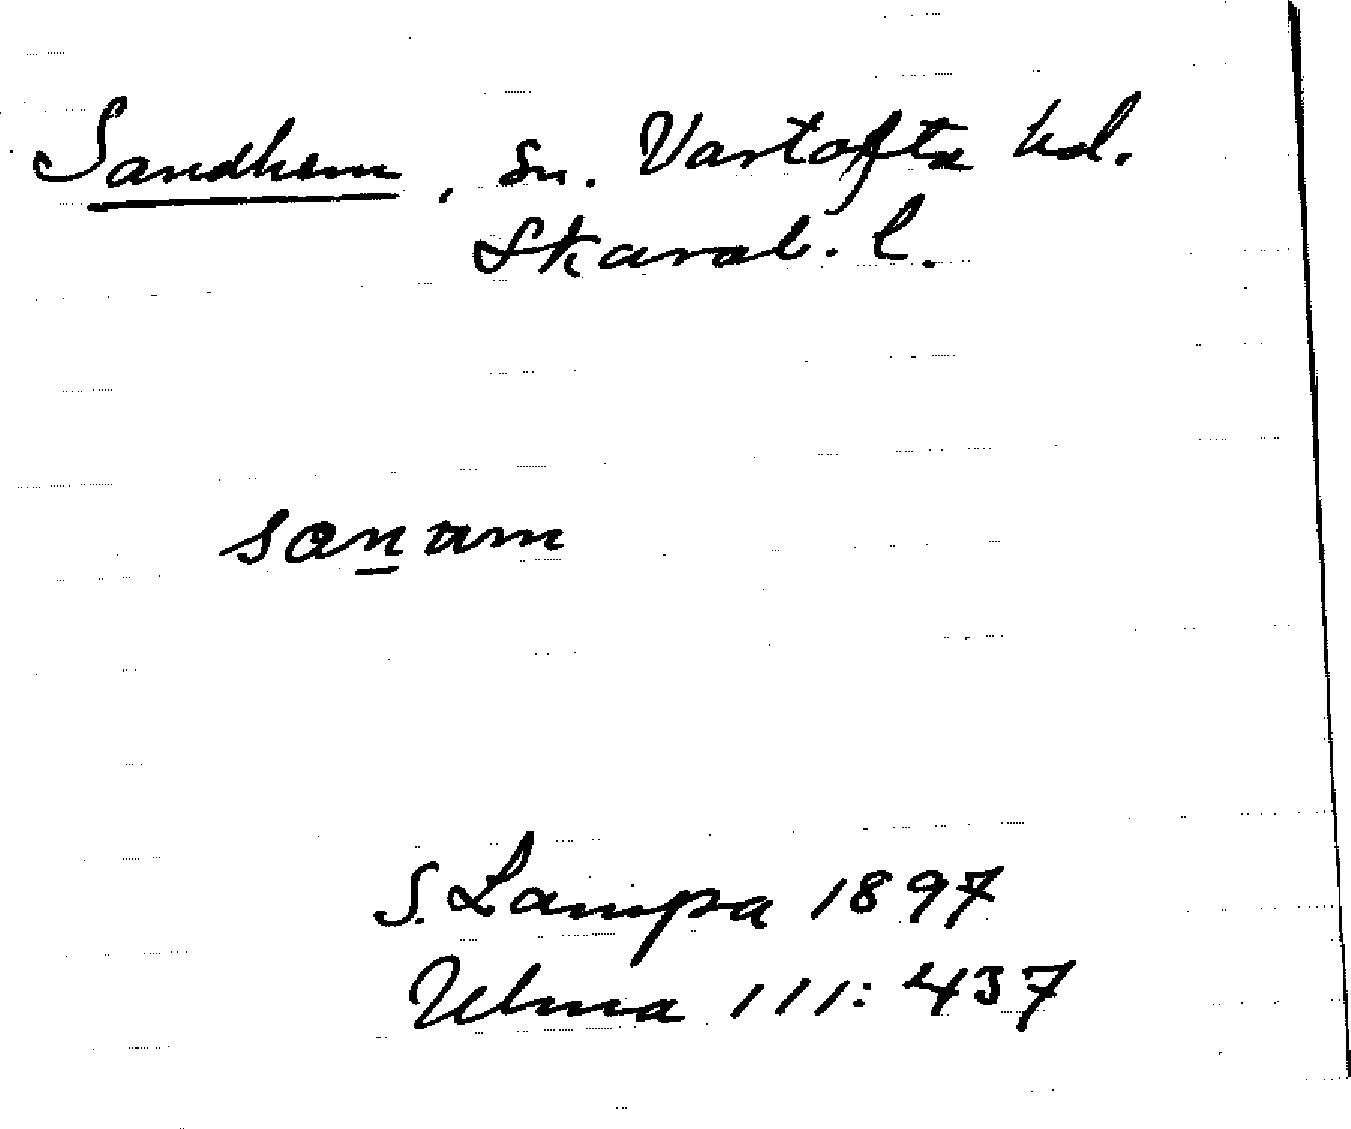 Sandhem, Sn. Vartofta hd.
Skarab. l.
sanam
S. Lampa 1897
Ulma 111: 437